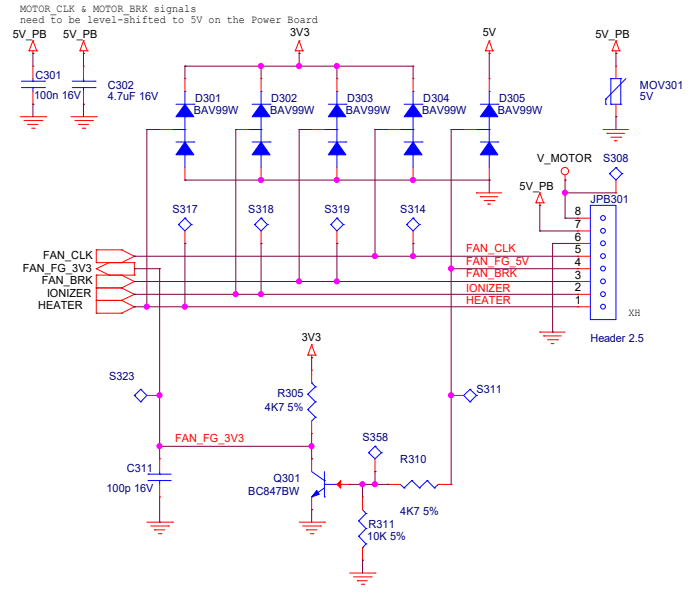 MOTOR_CLK & MOTOR_BRK signals
need to be level-shifted to 5V on the Power Board
5V_PB
5V_PB
3V3
5V
5V_PB
C301
100n 16V
C302
4.7uF 16V
D301
BAV99W
D302
BAV99W
D303
BAV99W
D304
BAV99W
D305
BAV99W
MOV301
5V
V_MOTOR
S308
5V_PB
JPB301
S317
S318
S319
S314
8
7
6
5
4
3
2
1
FAN_CLK
FAN_FG_3V3
FAN_BRK
IONIZER
HEATER
FAN_CLK
FAN_FG_5V
FAN_BRK
IONIZER
HEATER
XH
Header 2.5
3V3
S323
R305
4K7 5%
S311
FAN_FG_3V3
S358
R310
4K7 5%
C311
100p 16V
Q301
BC847BW
R311
10K 5%